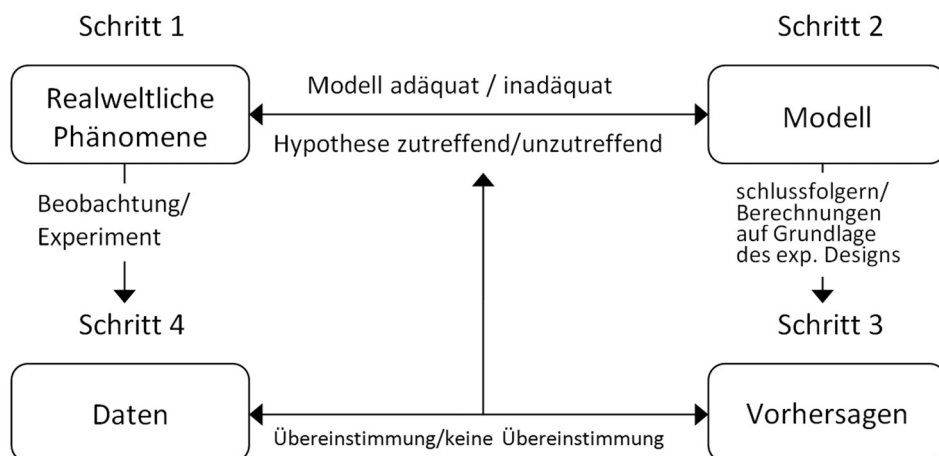 Schritt 1
Schritt 2
Realweltliche
Phänomene
Modell adäquat / inadäquat
Hypothese zutreffend/unzutreffend
Modell
Beobachtung/
Experiment
schlussfolgern/
Berechnungen
auf Grundlage
des exp. Designs
Schritt 4
Schritt 3
Daten
Übereinstimmung/keine Übereinstimmung
Vorhersagen